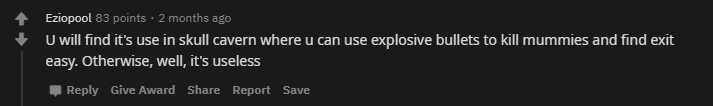 Eziopool 83 points · 2 months ago
U will find it's use in skull cavern where u can use explosive bullets to kill mummies and find exit
easy. Otherwise, well, it's useless
Reply Give Award Share Report Save